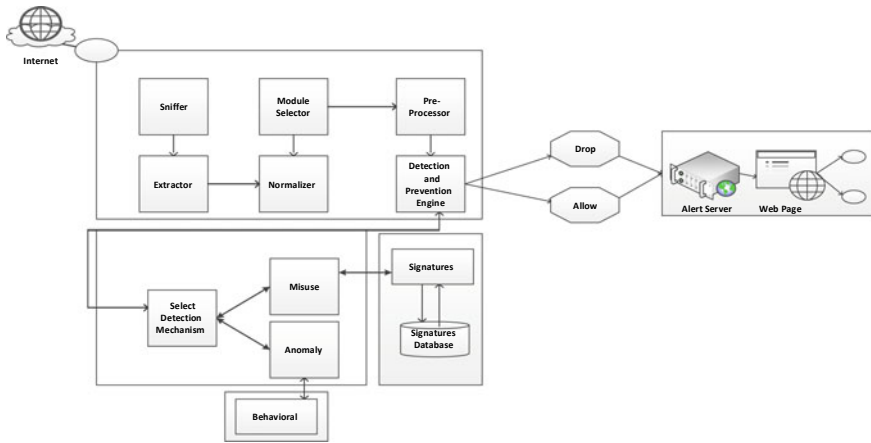 Internet
Sniffer
Module
Selector
Pre-
Processor
Extractor
Normalizer
Detection and
Prevention
Engine
Drop
Allow
Alert Server
Web Page
Select
Detection
Mechanism
Misuse
Anomaly
Signatures
Signatures
Database
Behavioral